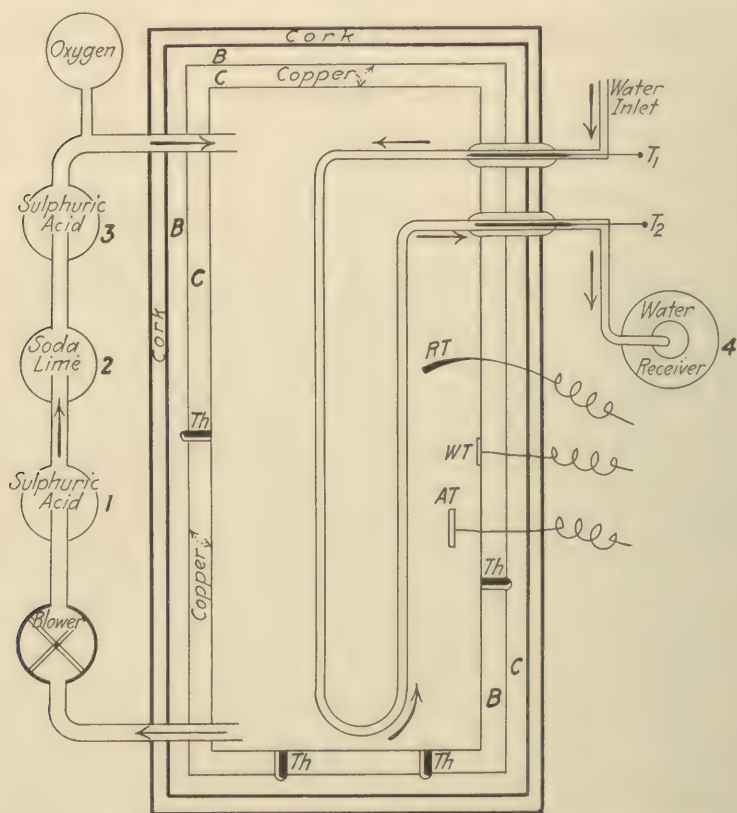 Oxygen
Cork
B
C
Copper
Water
Inlet
T1
Sulphuric
Acid
3
B
T2
C
Cork
Water
Receiver
4
Soda
Lime
2
RT
Th
WT
Sulphuric
Acid
1
AT
Copper
Th
Blower
C
B
Th
Th